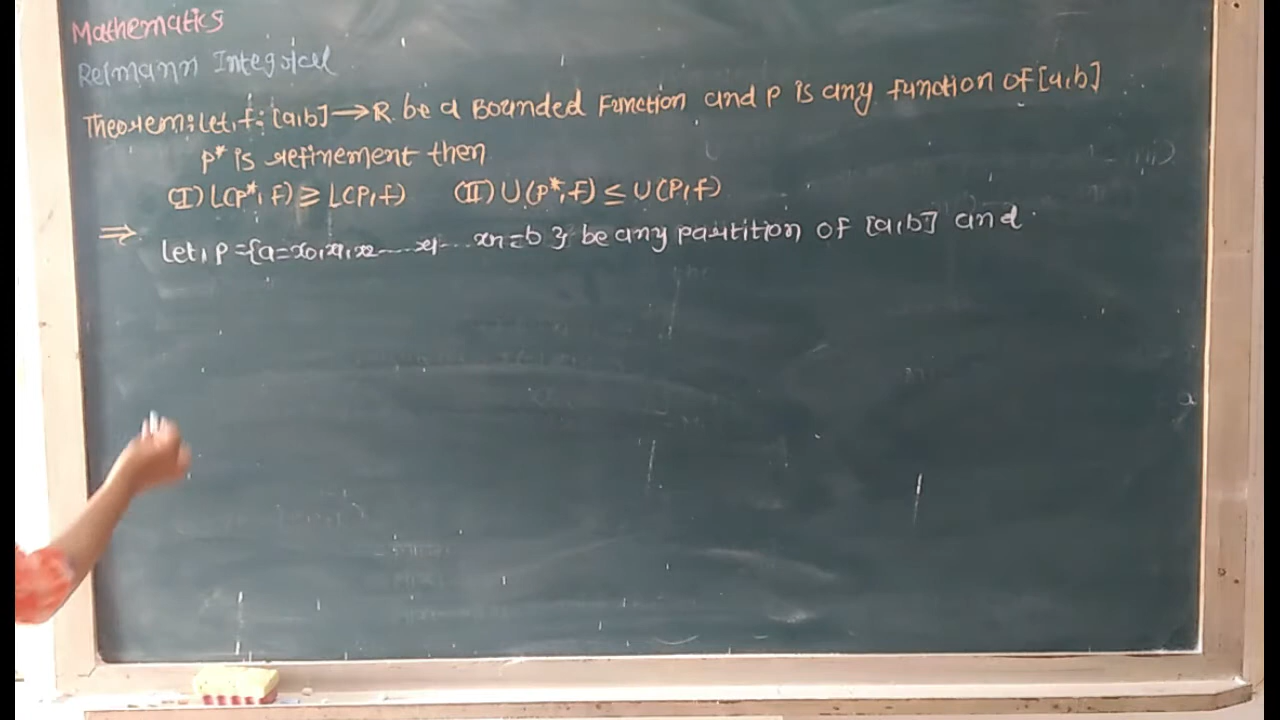 Mathematics
Reimann Integral
Theorem: Let, f: [a,b] → R be a Bounded Function and P is any function of [a,b]
P* is refinement then
(I) L(P*, f) ≥ L(P, f) (II) U(P*, f) ≤ U(P, f)
⇒ Let, P = {a = x0, x1, x2 ..... xr ... xn = b } be any partition of [a,b] and